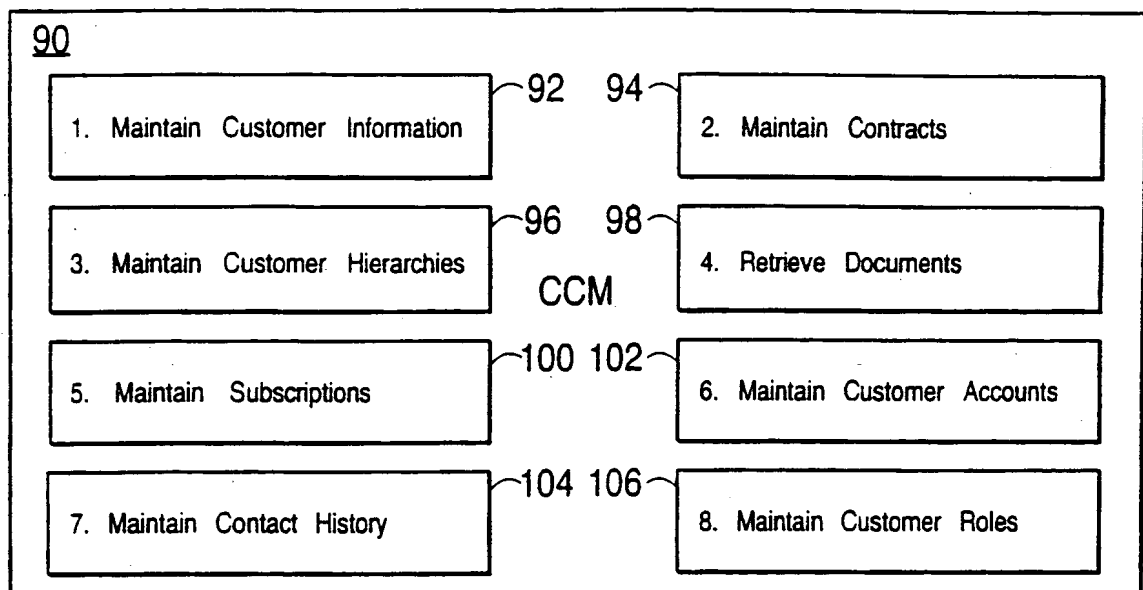 90
92 94
1. Maintain Customer Information
2. Maintain Contracts
96 98
3. Maintain Customer Hierarchies
4. Retrieve Documents
CCM
100 102
5. Maintain Subscriptions
6. Maintain Customer Accounts
104 106
7. Maintain Contact History
8. Maintain Customer Roles